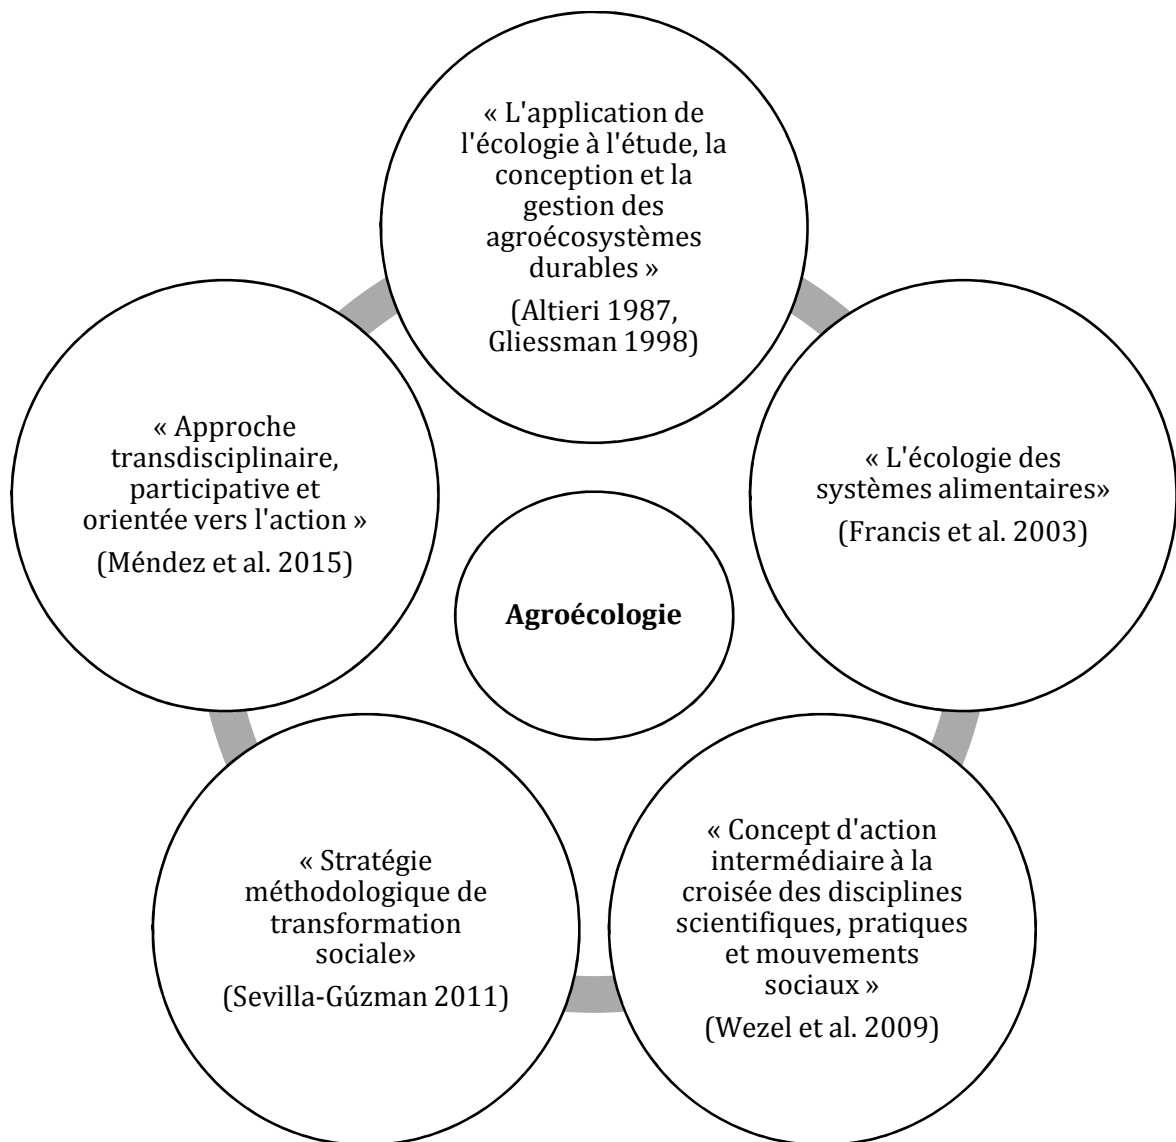 « L'application de
l'écologie à l'étude, la
conception et la
gestion des
agroécosystèmes
durables »
(Altieri 1987,
Gliessman 1998)
« L'écologie des
systèmes alimentaires»
(Francis et al. 2003)
« Concept d'action
intermédiaire à la
croisée des disciplines
scientifiques, pratiques
et mouvements
sociaux »
(Wezel et al. 2009)
« Stratégie
méthodologique de
transformation
sociale»
(Sevilla-Gúzman 2011)
« Approche
transdisciplinaire,
participative et
orientée vers l'action »
(Méndez et al. 2015)
Agroécologie